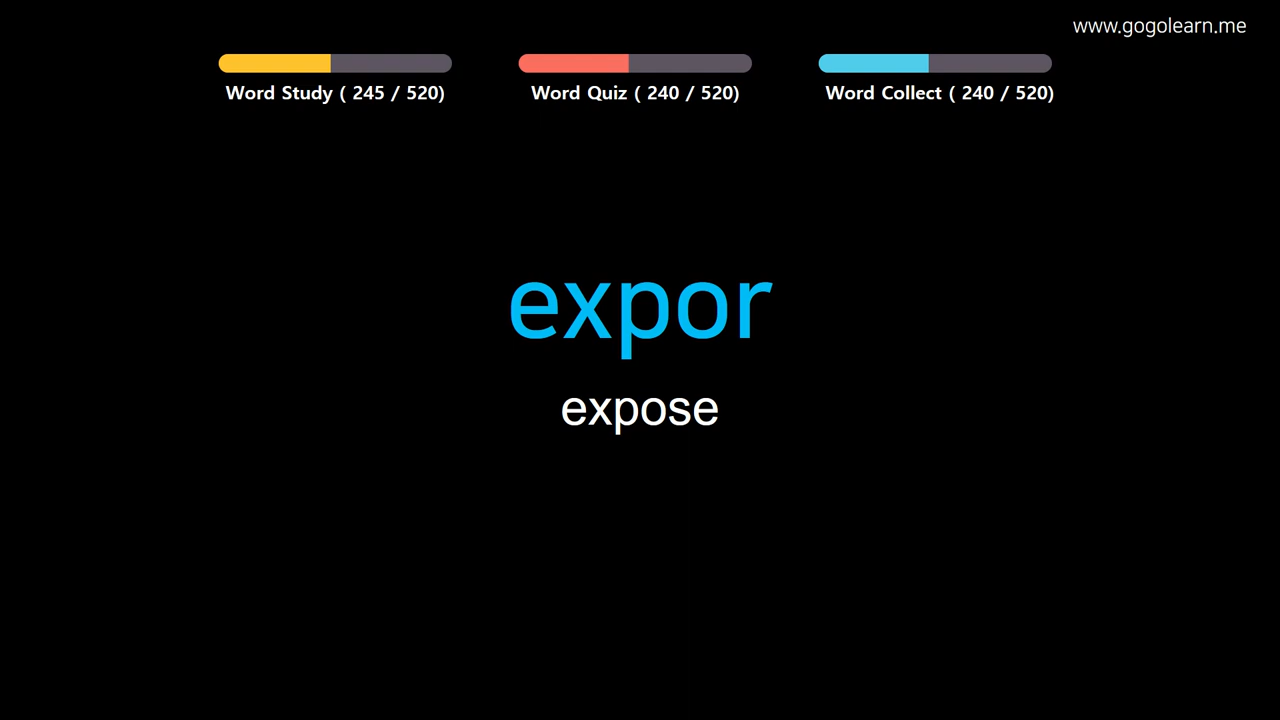 www.gogolearn.me
Word Study ( 245 / 520)
Word Quiz ( 240 / 520)
Word Collect ( 240 / 520)
expor
expose